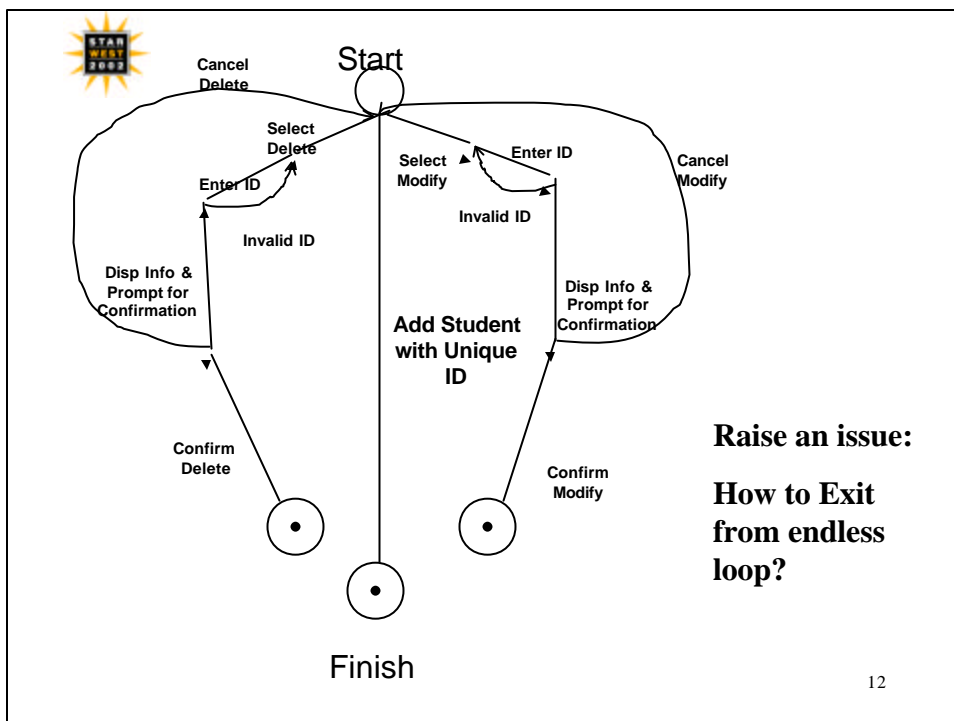 STAR
WEST
2002
Start
Cancel
Delete
Select
Delete
Enter ID
Invalid ID
Disp Info &
Prompt for
Confirmation
Confirm
Delete
Select
Modify
Enter ID
Invalid ID
Cancel
Modify
Disp Info &
Prompt for
Confirmation
Add Student
with Unique
ID
Confirm
Modify
Raise an issue:
How to Exit
from endless
loop?
Finish
12